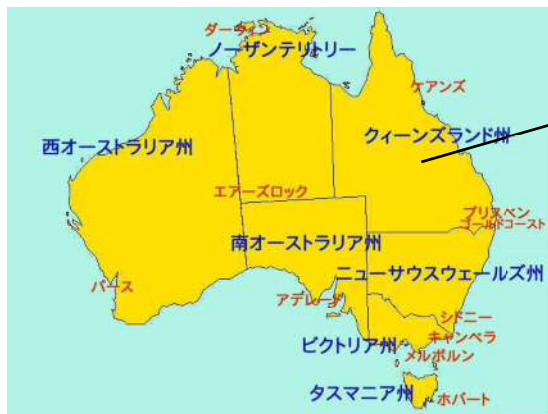 ダーウィン
ノーザンテリトリー
ケアンズ
クィーンズランド州
西オーストラリア州
エアーズロック
ブリスベン
ゴールドコースト
南オーストラリア州
ニューサウスウェールズ州
パース
アデレード
シドニー
キャンベラ
ビクトリア州
メルボルン
タスマニア州
ホバート